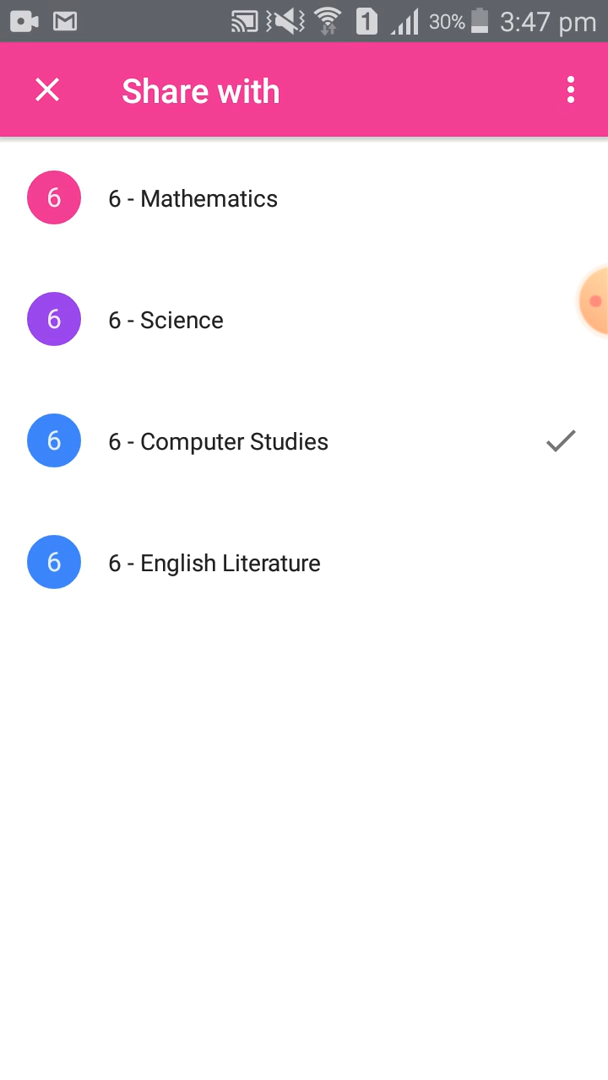 1 30% 3:47 pm
Share with
6 6 - Mathematics
6 6 - Science
6 6 - Computer Studies
6 6 - English Literature